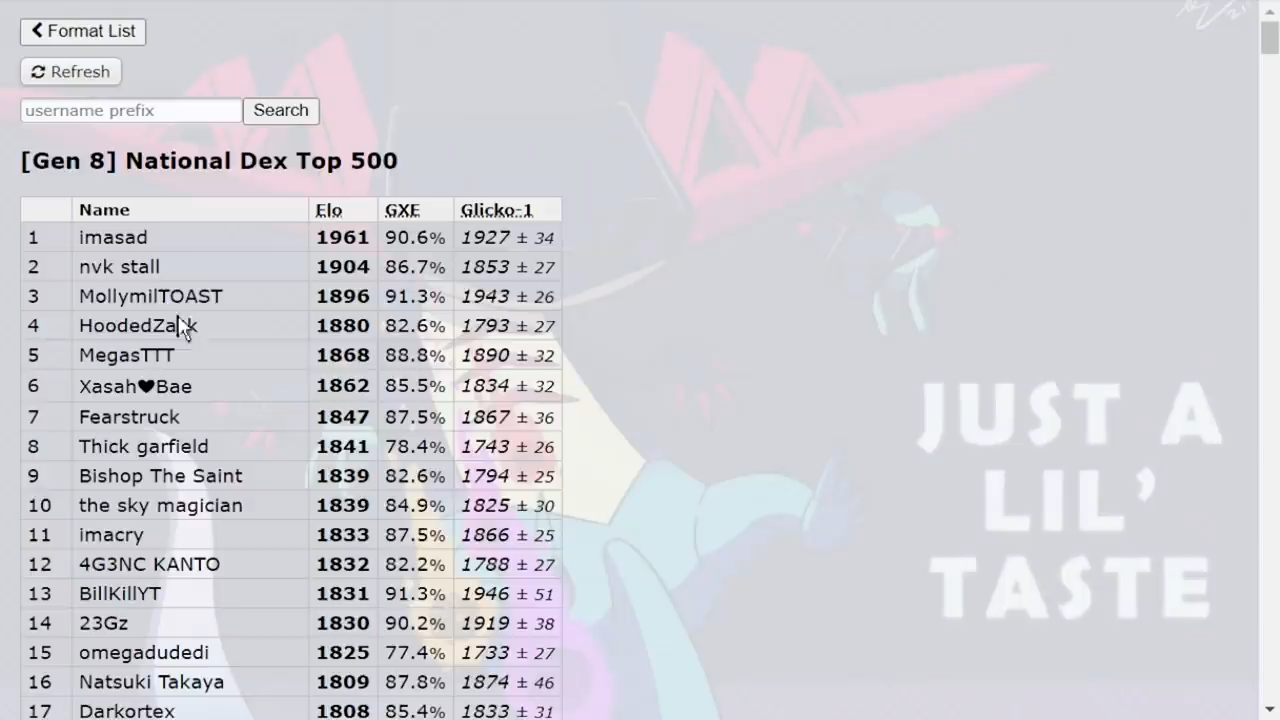 Format List
Refresh
username prefix Search
[Gen 8] National Dex Top 500
Name Elo GXE Glicko-1
1 imasad 1961 90.6% 1927 ± 34
2 nvk stall 1904 86.7% 1853 ± 27
3 MollymilTOAST 1896 91.3% 1943 ± 26
4 1880 82.6% 1793 ± 27
5 MegasTTT 1868 88.8% 1890 ± 32
6 Xasah♥Bae 1862 85.5% 1834 ± 32
7 Fearstruck 1847 87.5% 1867 ± 36
8 Thick garfield 1841 78.4% 1743 ± 26
9 Bishop The Saint 1839 82.6% 1794 ± 25
10 the sky magician 1839 84.9% 1825 ± 30
11 imacry 1833 87.5% 1866 ± 25
12 4G3NC KANTO 1832 82.2% 1788 ± 27
13 BillKillYT 1831 91.3% 1946 ± 51
14 23Gz 1830 90.2% 1919 ± 38
15 omegadudedi 1825 77.4% 1733 ± 27
16 Natsuki Takaya 1809 87.8% 1874 ± 46
17 Darkortex 1808 85.4% 1833 ± 31
JUST A
LIL'
TASTE